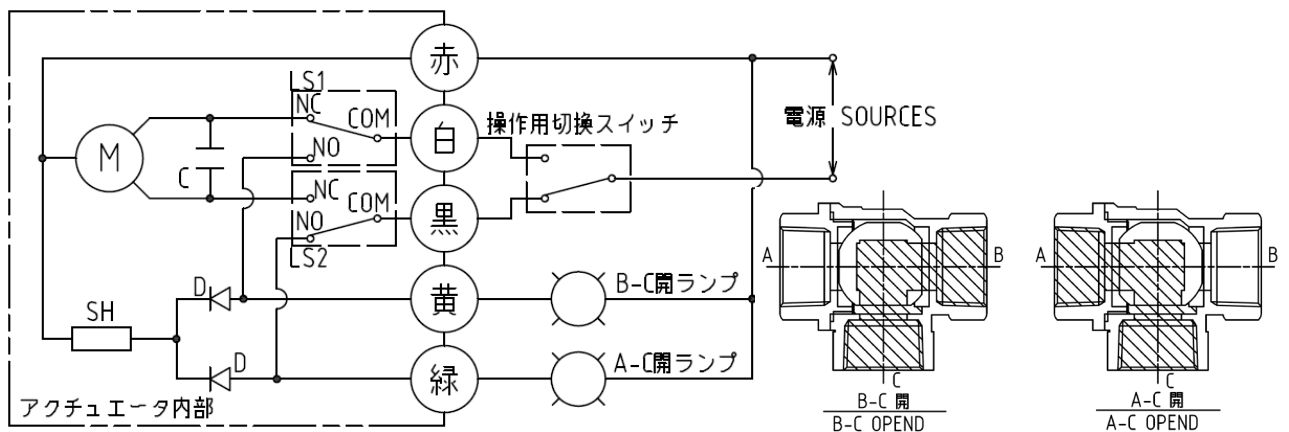 赤
LS1
NC
COM
NO
白
操作用切換スイッチ
電源 SOURCES
M
C
NC
COM
NO
LS2
黒
A
B
C
A
B
C
D
黄
B-C開ランプ
SH
D
緑
A-C開ランプ
アクチュエータ内部
B-C 開
B-C OPEND
A-C 開
A-C OPEND